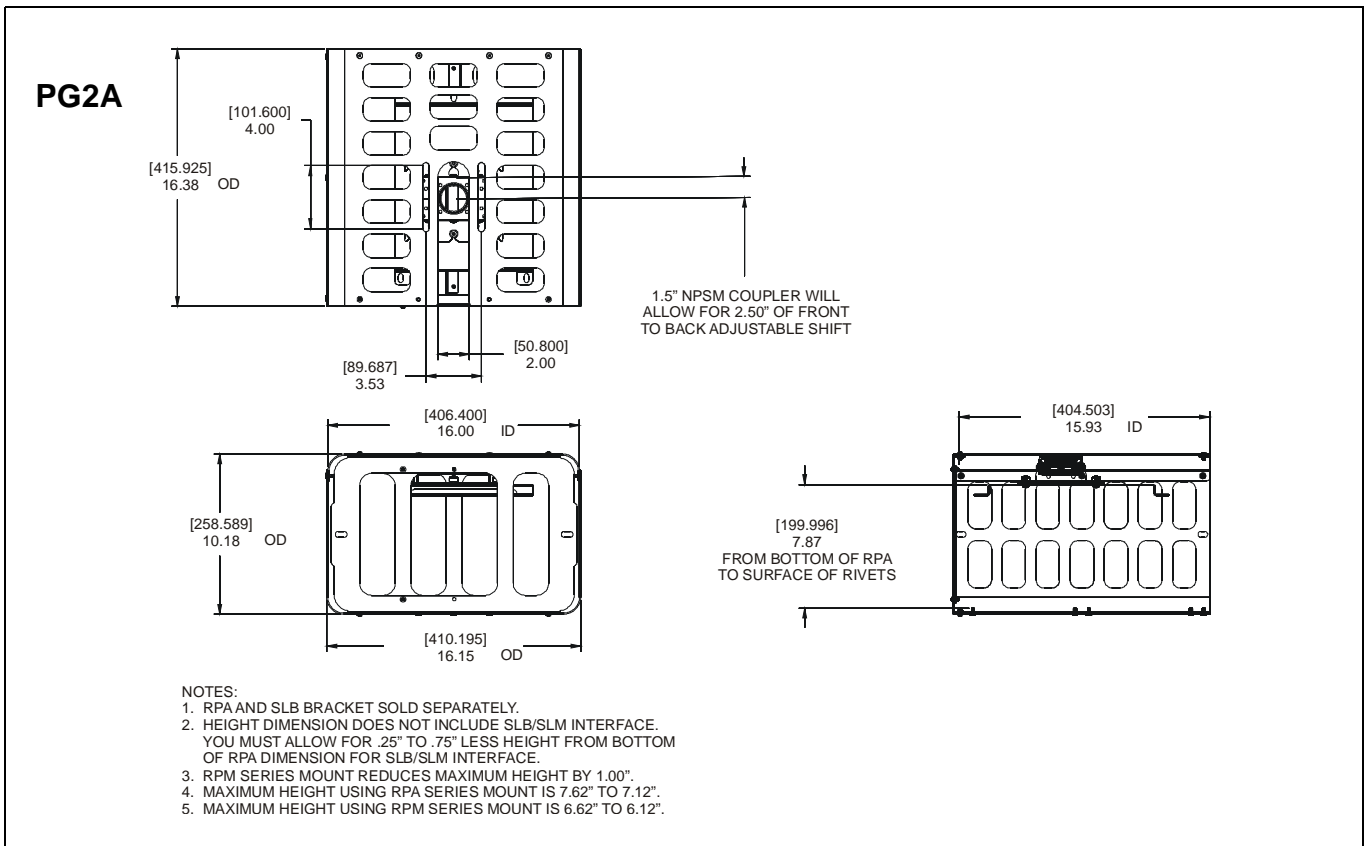 PG2A
[101.600]
4.00
[415.925]
16.38 OD
1.5" NPSM COUPLER WILL
ALLOW FOR 2.50" OF FRONT
TO BACK ADJUSTABLE SHIFT
[50.800]
2.00
[89.687]
3.53
[406.400]
16.00 ID
[404.503]
15.93 ID
[258.589]
10.18 OD
[199.996]
7.87
FROM BOTTOM OF RPA
TO SURFACE OF RIVETS
[410.195]
16.15 OD
NOTES:
1. RPA AND SLB BRACKET SOLD SEPARATELY.
2. HEIGHT DIMENSION DOES NOT INCLUDE SLB/SLM INTERFACE.
YOU MUST ALLOW FOR .25" TO .75" LESS HEIGHT FROM BOTTOM
OF RPA DIMENSION FOR SLB/SLM INTERFACE.
3. RPM SERIES MOUNT REDUCES MAXIMUM HEIGHT BY 1.00".
4. MAXIMUM HEIGHT USING RPA SERIES MOUNT IS 7.62" TO 7.12".
5. MAXIMUM HEIGHT USING RPM SERIES MOUNT IS 6.62" TO 6.12".